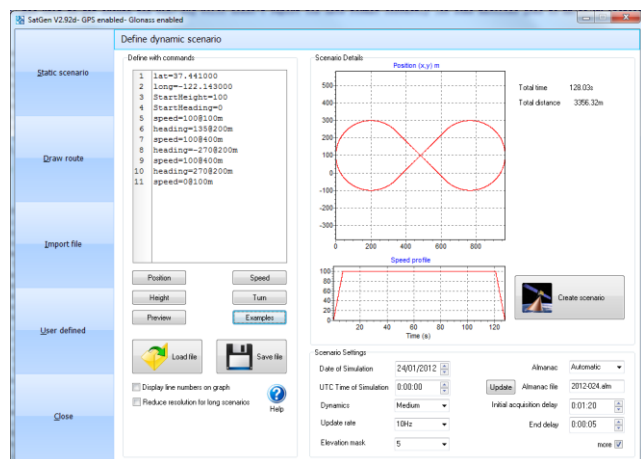 SatGen V2.92d- GPS enabled- Glonass enabled
Define dynamic scenario
Static scenario
Draw route
Import file
User defined
Close
Define with commands
1 lat=37.441000
2 long=-122.143000
3 StartHeight=100
4 StartHeading=0
5 speed=100@100m
6 heading=135@200m
7 speed=100@400m
8 heading=-270@200m
9 speed=100@400m
10 heading=270@200m
11 speed=0@100m
Position
Speed
Height
Turn
Preview
Examples
Load file
Save file
Display line numbers on graph
Reduce resolution for long scenarios
Help
Scenario Details
Position (x,y) m
500
400
300
200
100
0
-100
0 200 400 600 800
Total time 128.03s
Total distance 3356.32m
Speed profile
100
80
60
40
20
0
0 20 40 60 80 100 120
Time (s)
Create scenario
Scenario Settings
Date of Simulation 24/01/2012
Almanac Automatic
UTC Time of Simulation 0:00:00
Update Almanac file 2012-024.alm
Dynamics Medium
Initial acquisition delay 0:01:20
Update rate 10Hz
End delay 0:00:05
Elevation mask 5
more